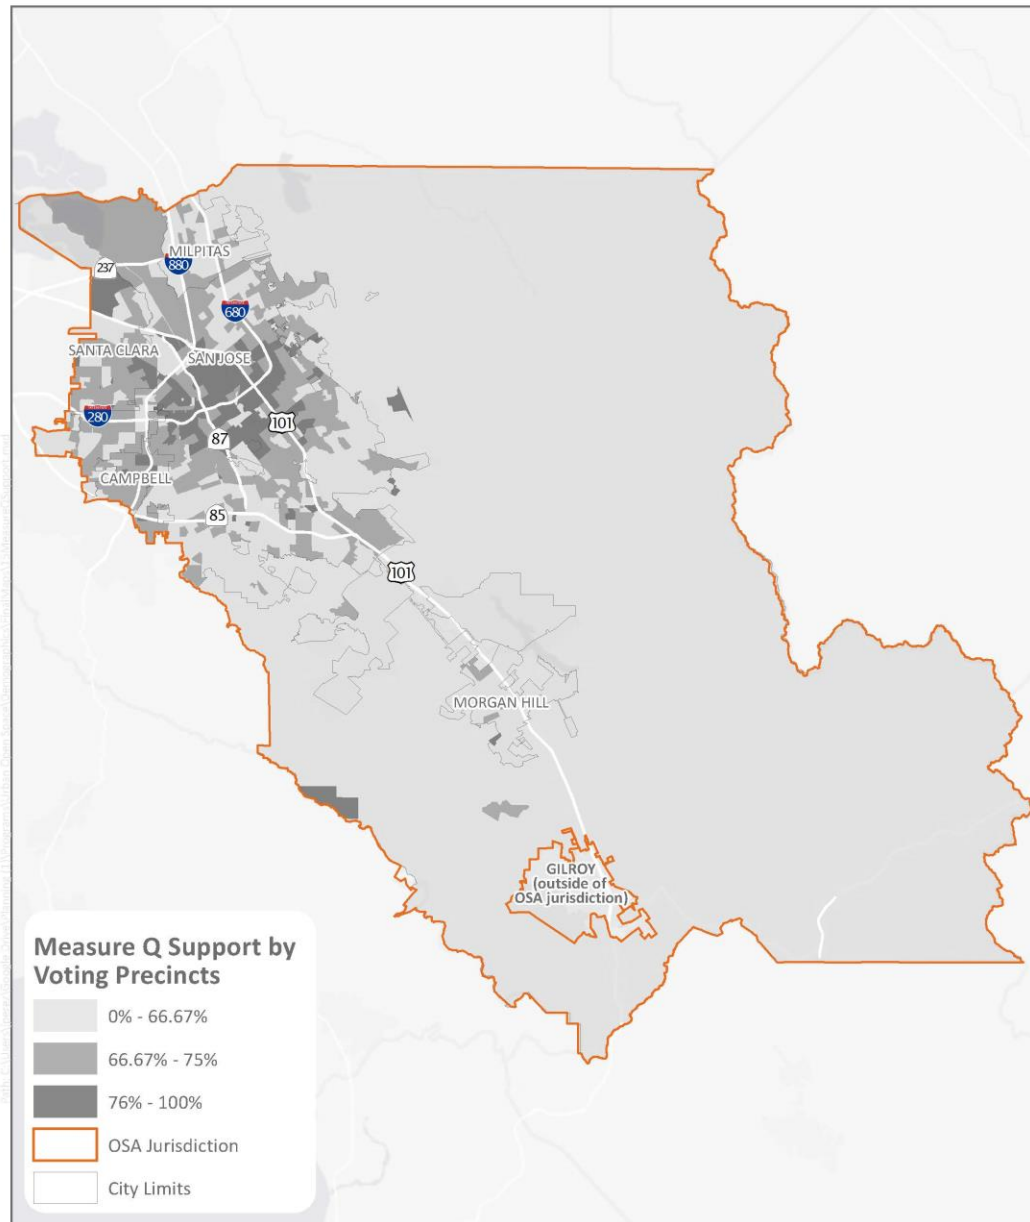 MILPITAS
237
880
680
SANTA CLARA
SAN JOSE
280
101
87
CAMPBELL
85
101
MORGAN HILL
GILROY
(outside of
OSA jurisdiction)
Measure Q Support by
Voting Precincts
0% - 66.67%
66.67% - 75%
76% - 100%
OSA Jurisdiction
City Limits